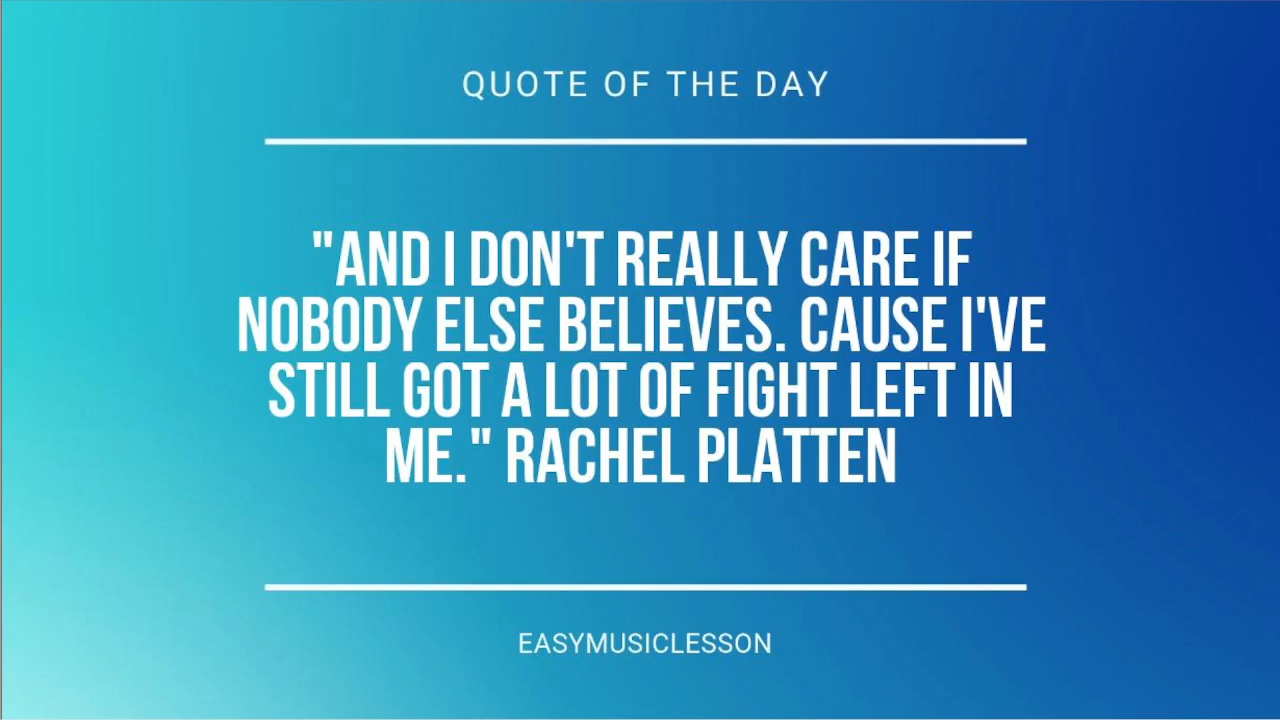 QUOTE OF THE DAY
"AND I DON'T REALLY CARE IF
NOBODY ELSE BELIEVES. CAUSE I'VE
STILL GOT A LOT OF FIGHT LEFT IN
ME." RACHEL PLATTEN
EASYMUSICLESSON